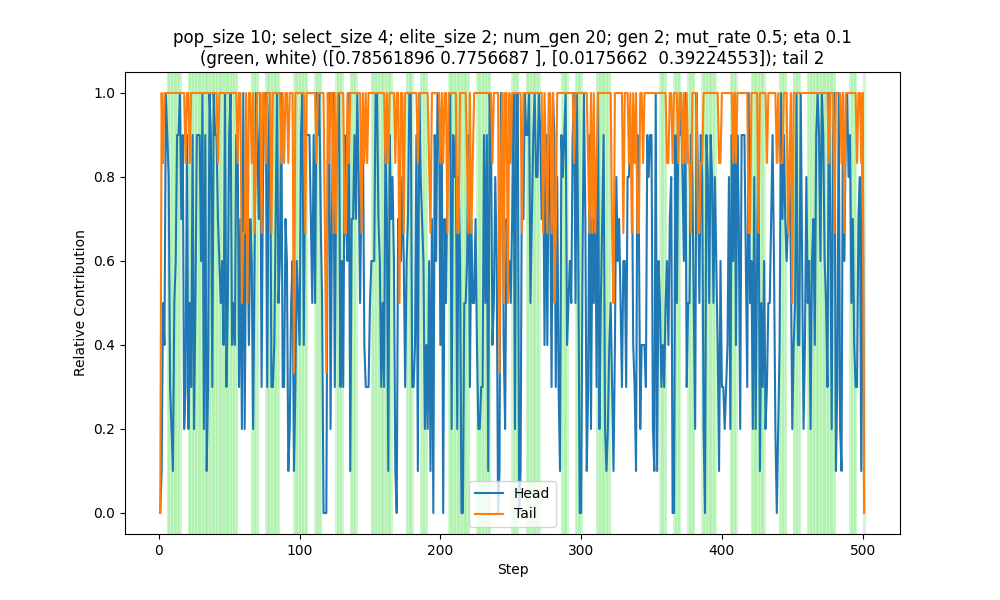 pop_size 10; select_size 4; elite_size 2; num_gen 20; gen 2; mut_rate 0.5; eta 0.1
(green, white) ([0.78561896 0.7756687 ], [0.0175662  0.39224553]); tail 2
1.0
0.8
0.6
0.4
0.2
0.0
Relative Contribution
Head
Tail
0
100
200
300
400
500
Step